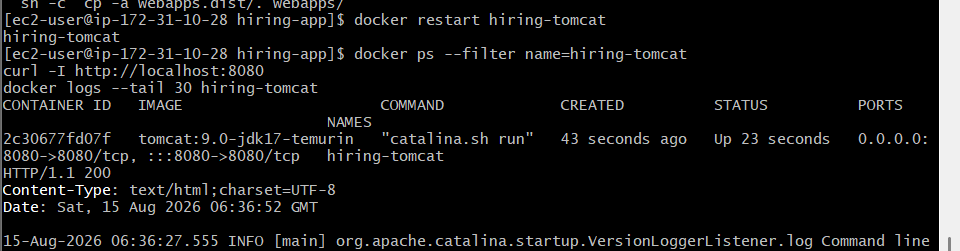 sh -c 'cp -a webapps.dist/. webapps/'
[ec2-user@ip-172-31-10-28 hiring-app]$ docker restart hiring-tomcat
hiring-tomcat
[ec2-user@ip-172-31-10-28 hiring-app]$ docker ps --filter name=hiring-tomcat
curl -I http://localhost:8080
docker logs --tail 30 hiring-tomcat
CONTAINER ID   IMAGE                      COMMAND             CREATED          STATUS          PORTS
                                NAMES
2c30677fd07f   tomcat:9.0-jdk17-temurin   "catalina.sh run"   43 seconds ago   Up 23 seconds   0.0.0.0:
8080->8080/tcp, :::8080->8080/tcp   hiring-tomcat
HTTP/1.1 200
Content-Type: text/html;charset=UTF-8
Date: Sat, 15 Aug 2026 06:36:52 GMT

15-Aug-2026 06:36:27.555 INFO [main] org.apache.catalina.startup.VersionLoggerListener.log Command line